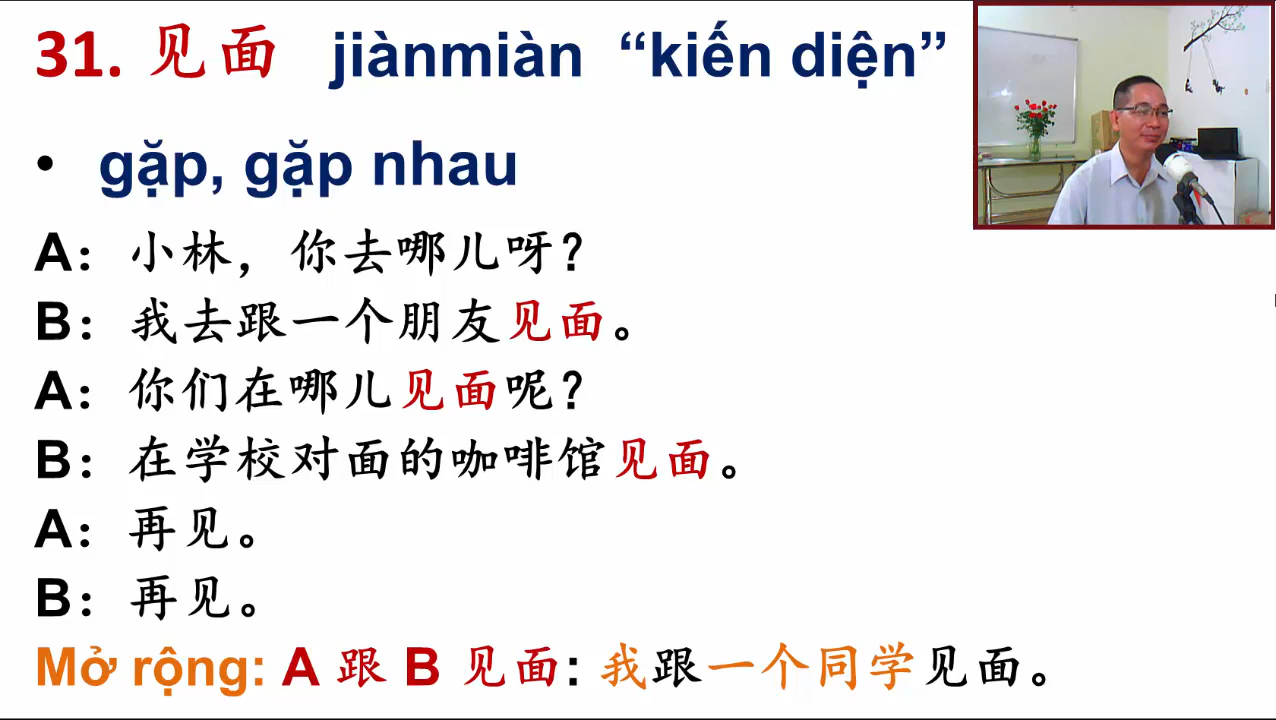 31. 见面 jiànmiàn “kiến diện”
• gặp, gặp nhau
A：小林，你去哪儿呀？
B：我去跟一个朋友见面。
A：你们在哪儿见面呢？
B：在学校对面的咖啡馆见面。
A：再见。
B：再见。
Mở rộng: A 跟 B 见面: 我跟一个同学见面。